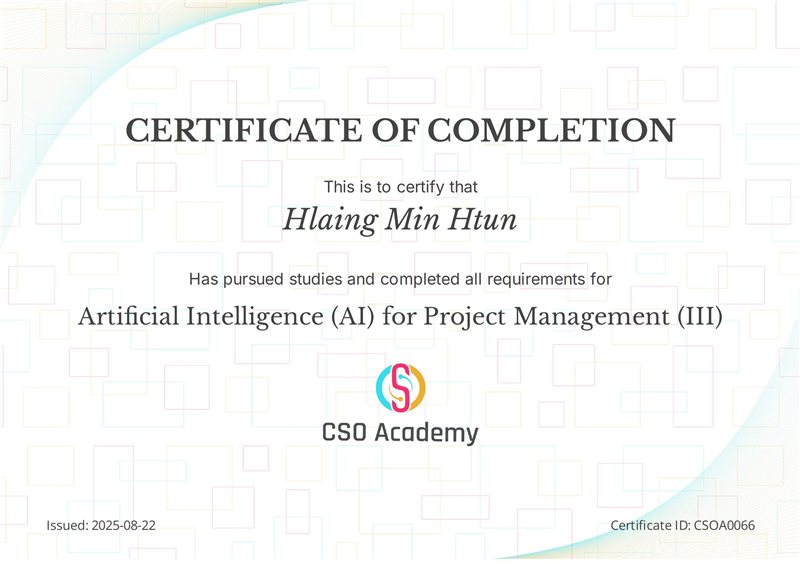 CERTIFICATE OF COMPLETION
This is to certify that
Hlaing Min Htun
Has pursued studies and completed all requirements for
Artificial Intelligence (AI) for Project Management (III)
CSO Academy
Issued: 2025-08-22
Certificate ID: CSOA0066